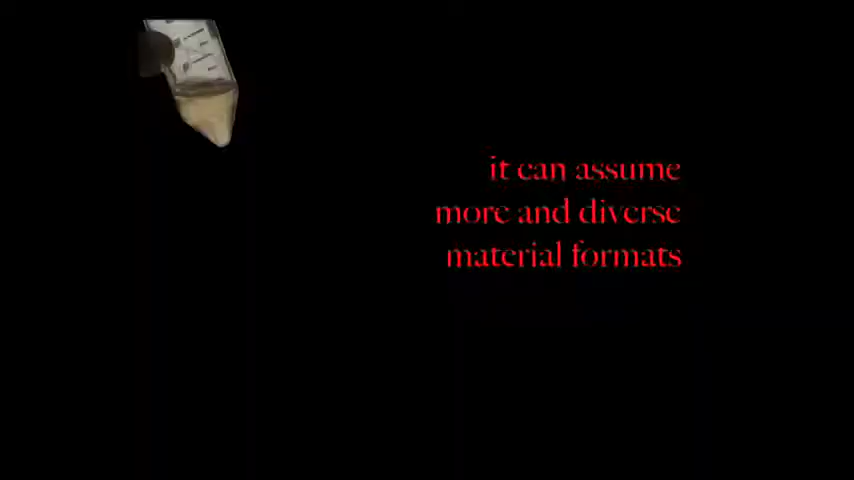 it can assume
more and diverse
material formats